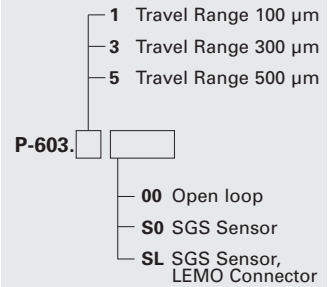 1 Travel Range 100 µm
3 Travel Range 300 µm
5 Travel Range 500 µm
P-603.
00 Open loop
S0 SGS Sensor
SL SGS Sensor,
LEMO Connector